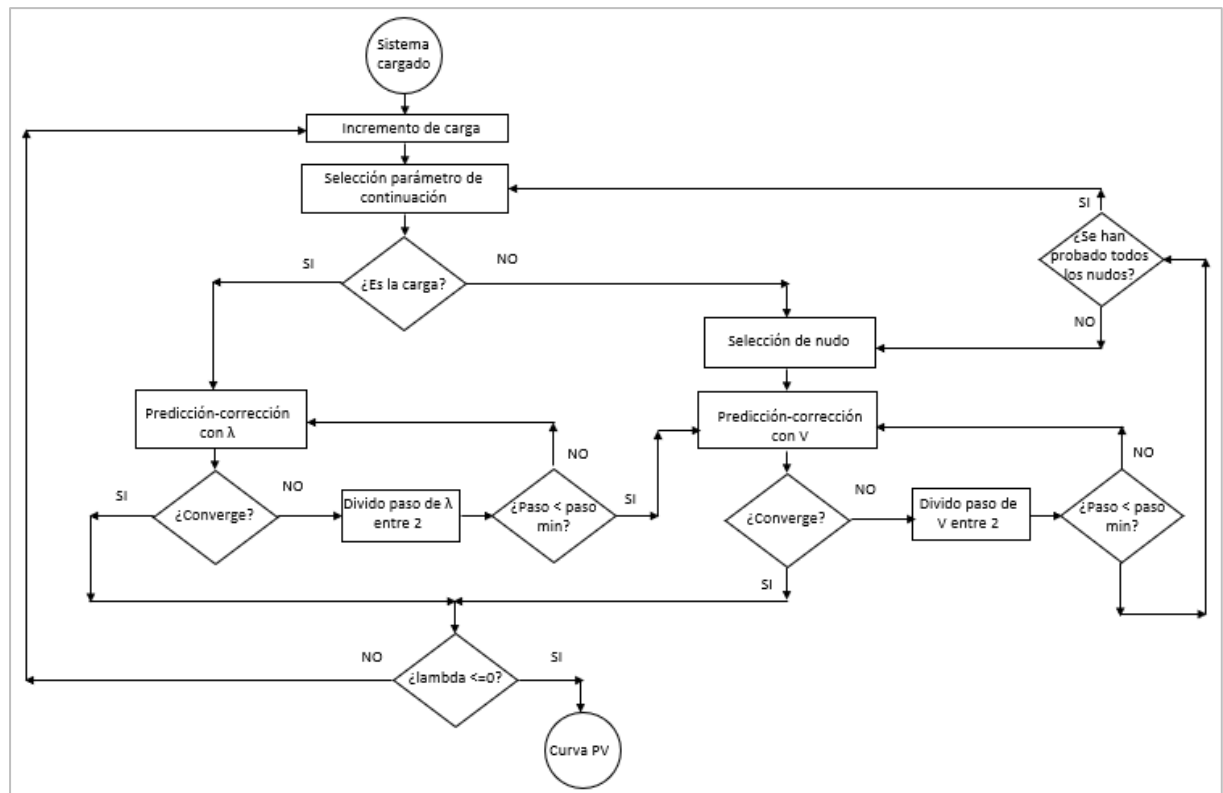 Sistema
cargado
Incremento de carga
Selección parámetro de
continuación
SI
¿Se han
probado todos
los nudos?
SI
NO
¿Es la carga?
NO
Selección de nudo
Predicción-corrección
con λ
Predicción-corrección
con V
NO
NO
SI
¿Converge?
NO
Divido paso de λ
entre 2
¿Paso < paso
min?
SI
¿Converge?
NO
Divido paso de
V entre 2
¿Paso < paso
min?
SI
NO
¿lambda <=0?
SI
Curva PV